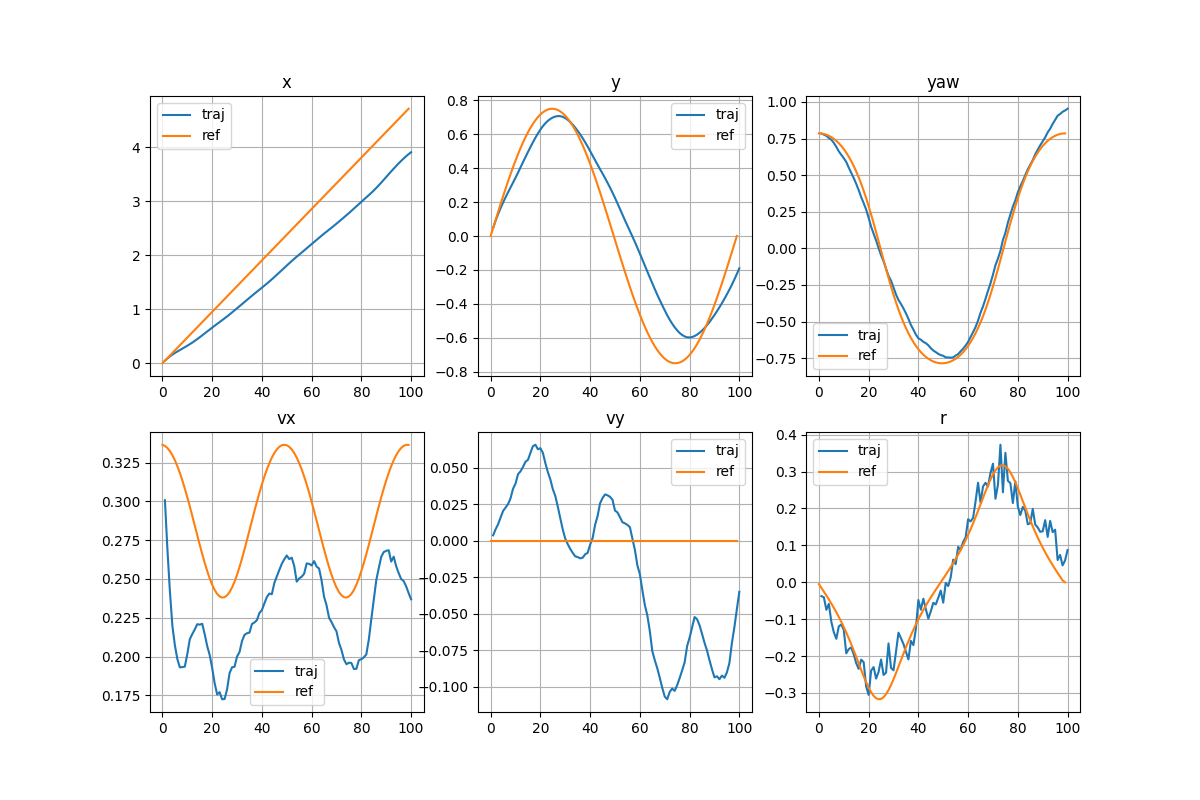 x
traj
ref
4
3
2
1
0
0 20 40 60 80 100
y
traj
ref
0.8
0.6
0.4
0.2
0.0
−0.2
−0.4
−0.6
−0.8
0 20 40 60 80 100
yaw
traj
ref
1.00
0.75
0.50
0.25
0.00
−0.25
−0.50
−0.75
0 20 40 60 80 100
vx
traj
ref
0.325
0.300
0.275
0.250
0.225
0.200
0.175
0 20 40 60 80 100
vy
traj
ref
0.050
0.025
0.000
−0.025
−0.050
−0.075
−0.100
0 20 40 60 80 100
r
traj
ref
0.4
0.3
0.2
0.1
0.0
−0.1
−0.2
−0.3
0 20 40 60 80 100